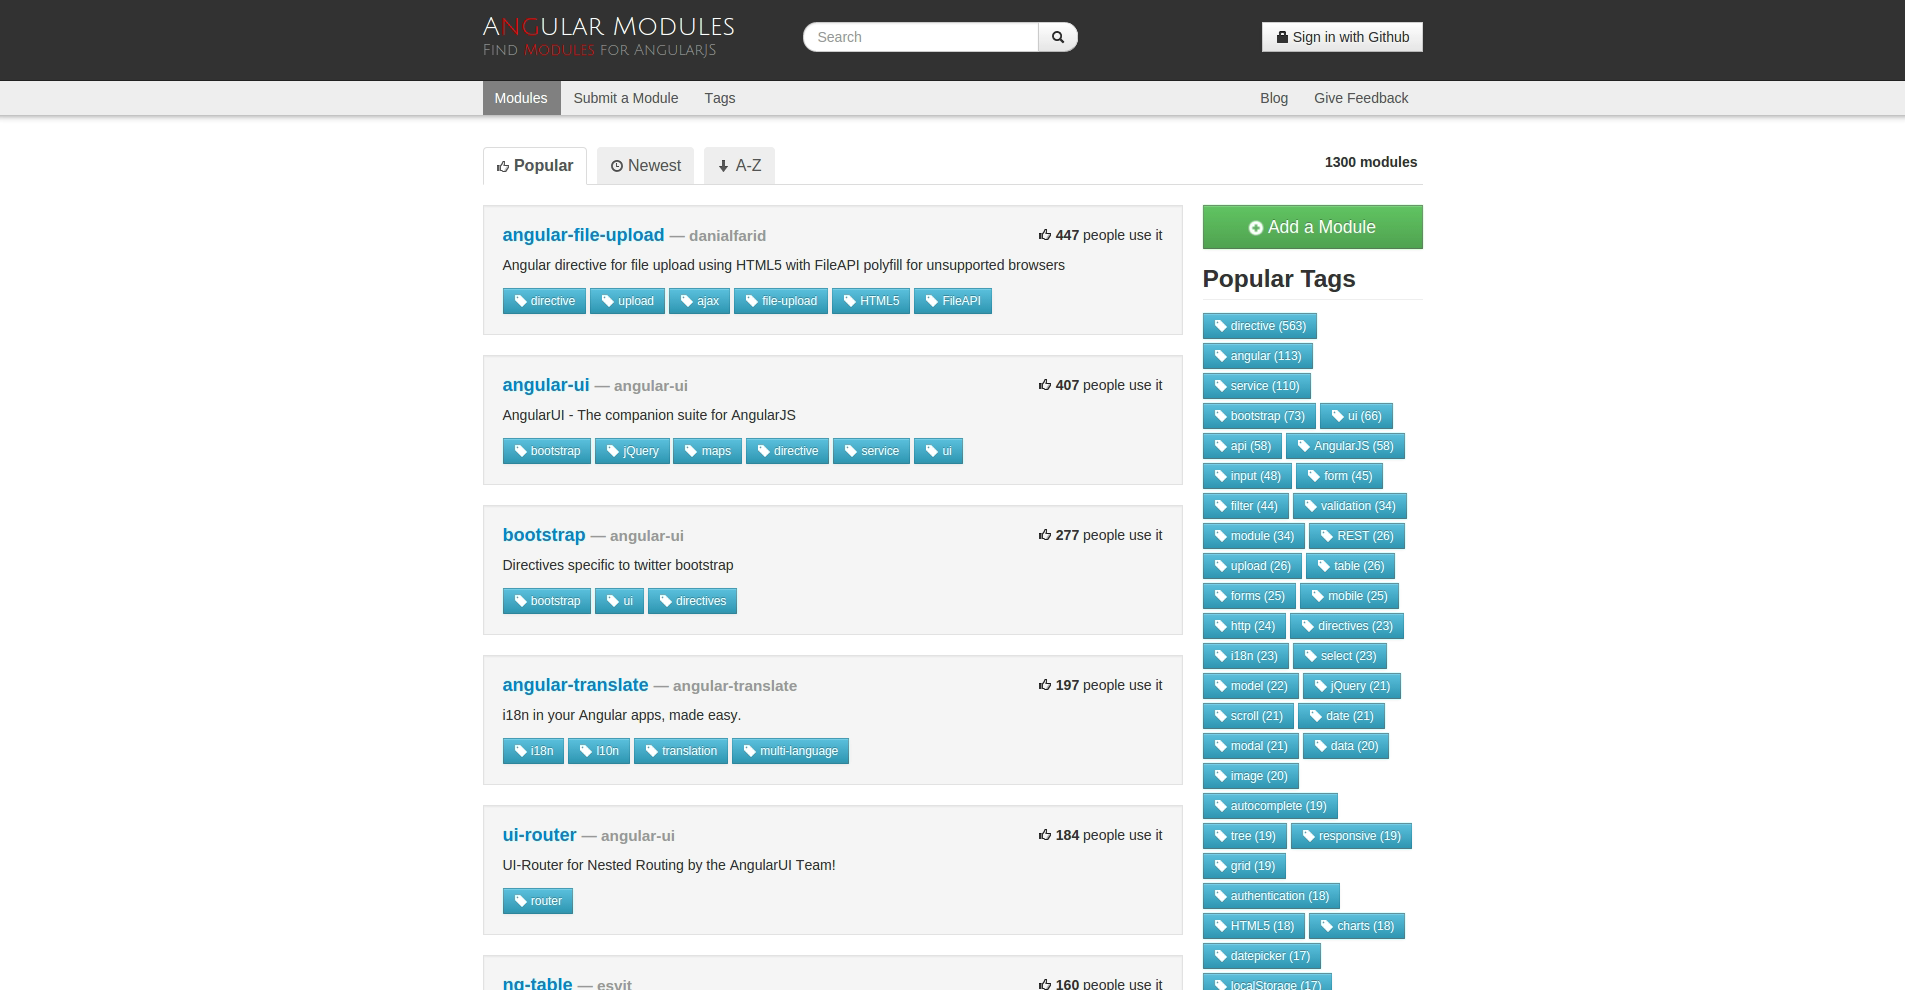 Angular Modules
Find Modules for AngularJS
Search
Sign in with Github
Modules Submit a Module Tags Blog Give Feedback
Popular Newest A-Z 1300 modules
angular-file-upload — danialfarid 447 people use it
Angular directive for file upload using HTML5 with FileAPI polyfill for unsupported browsers
directive upload ajax file-upload HTML5 FileAPI
angular-ui — angular-ui 407 people use it
AngularUI - The companion suite for AngularJS
bootstrap jQuery maps directive service ui
bootstrap — angular-ui 277 people use it
Directives specific to twitter bootstrap
bootstrap ui directives
angular-translate — angular-translate 197 people use it
i18n in your Angular apps, made easy.
i18n l10n translation multi-language
ui-router — angular-ui 184 people use it
UI-Router for Nested Routing by the AngularUI Team!
router
ng-table — esvit 160 people use it
Add a Module
Popular Tags
directive (563)
angular (113)
service (110)
bootstrap (73) ui (66)
api (58) AngularJS (58)
input (48) form (45)
filter (44) validation (34)
module (34) REST (26)
upload (26) table (26)
forms (25) mobile (25)
http (24) directives (23)
i18n (23) select (23)
model (22) jQuery (21)
scroll (21) date (21)
modal (21) data (20)
image (20)
autocomplete (19)
tree (19) responsive (19)
grid (19)
authentication (18)
HTML5 (18) charts (18)
datepicker (17)
localStorage (17)